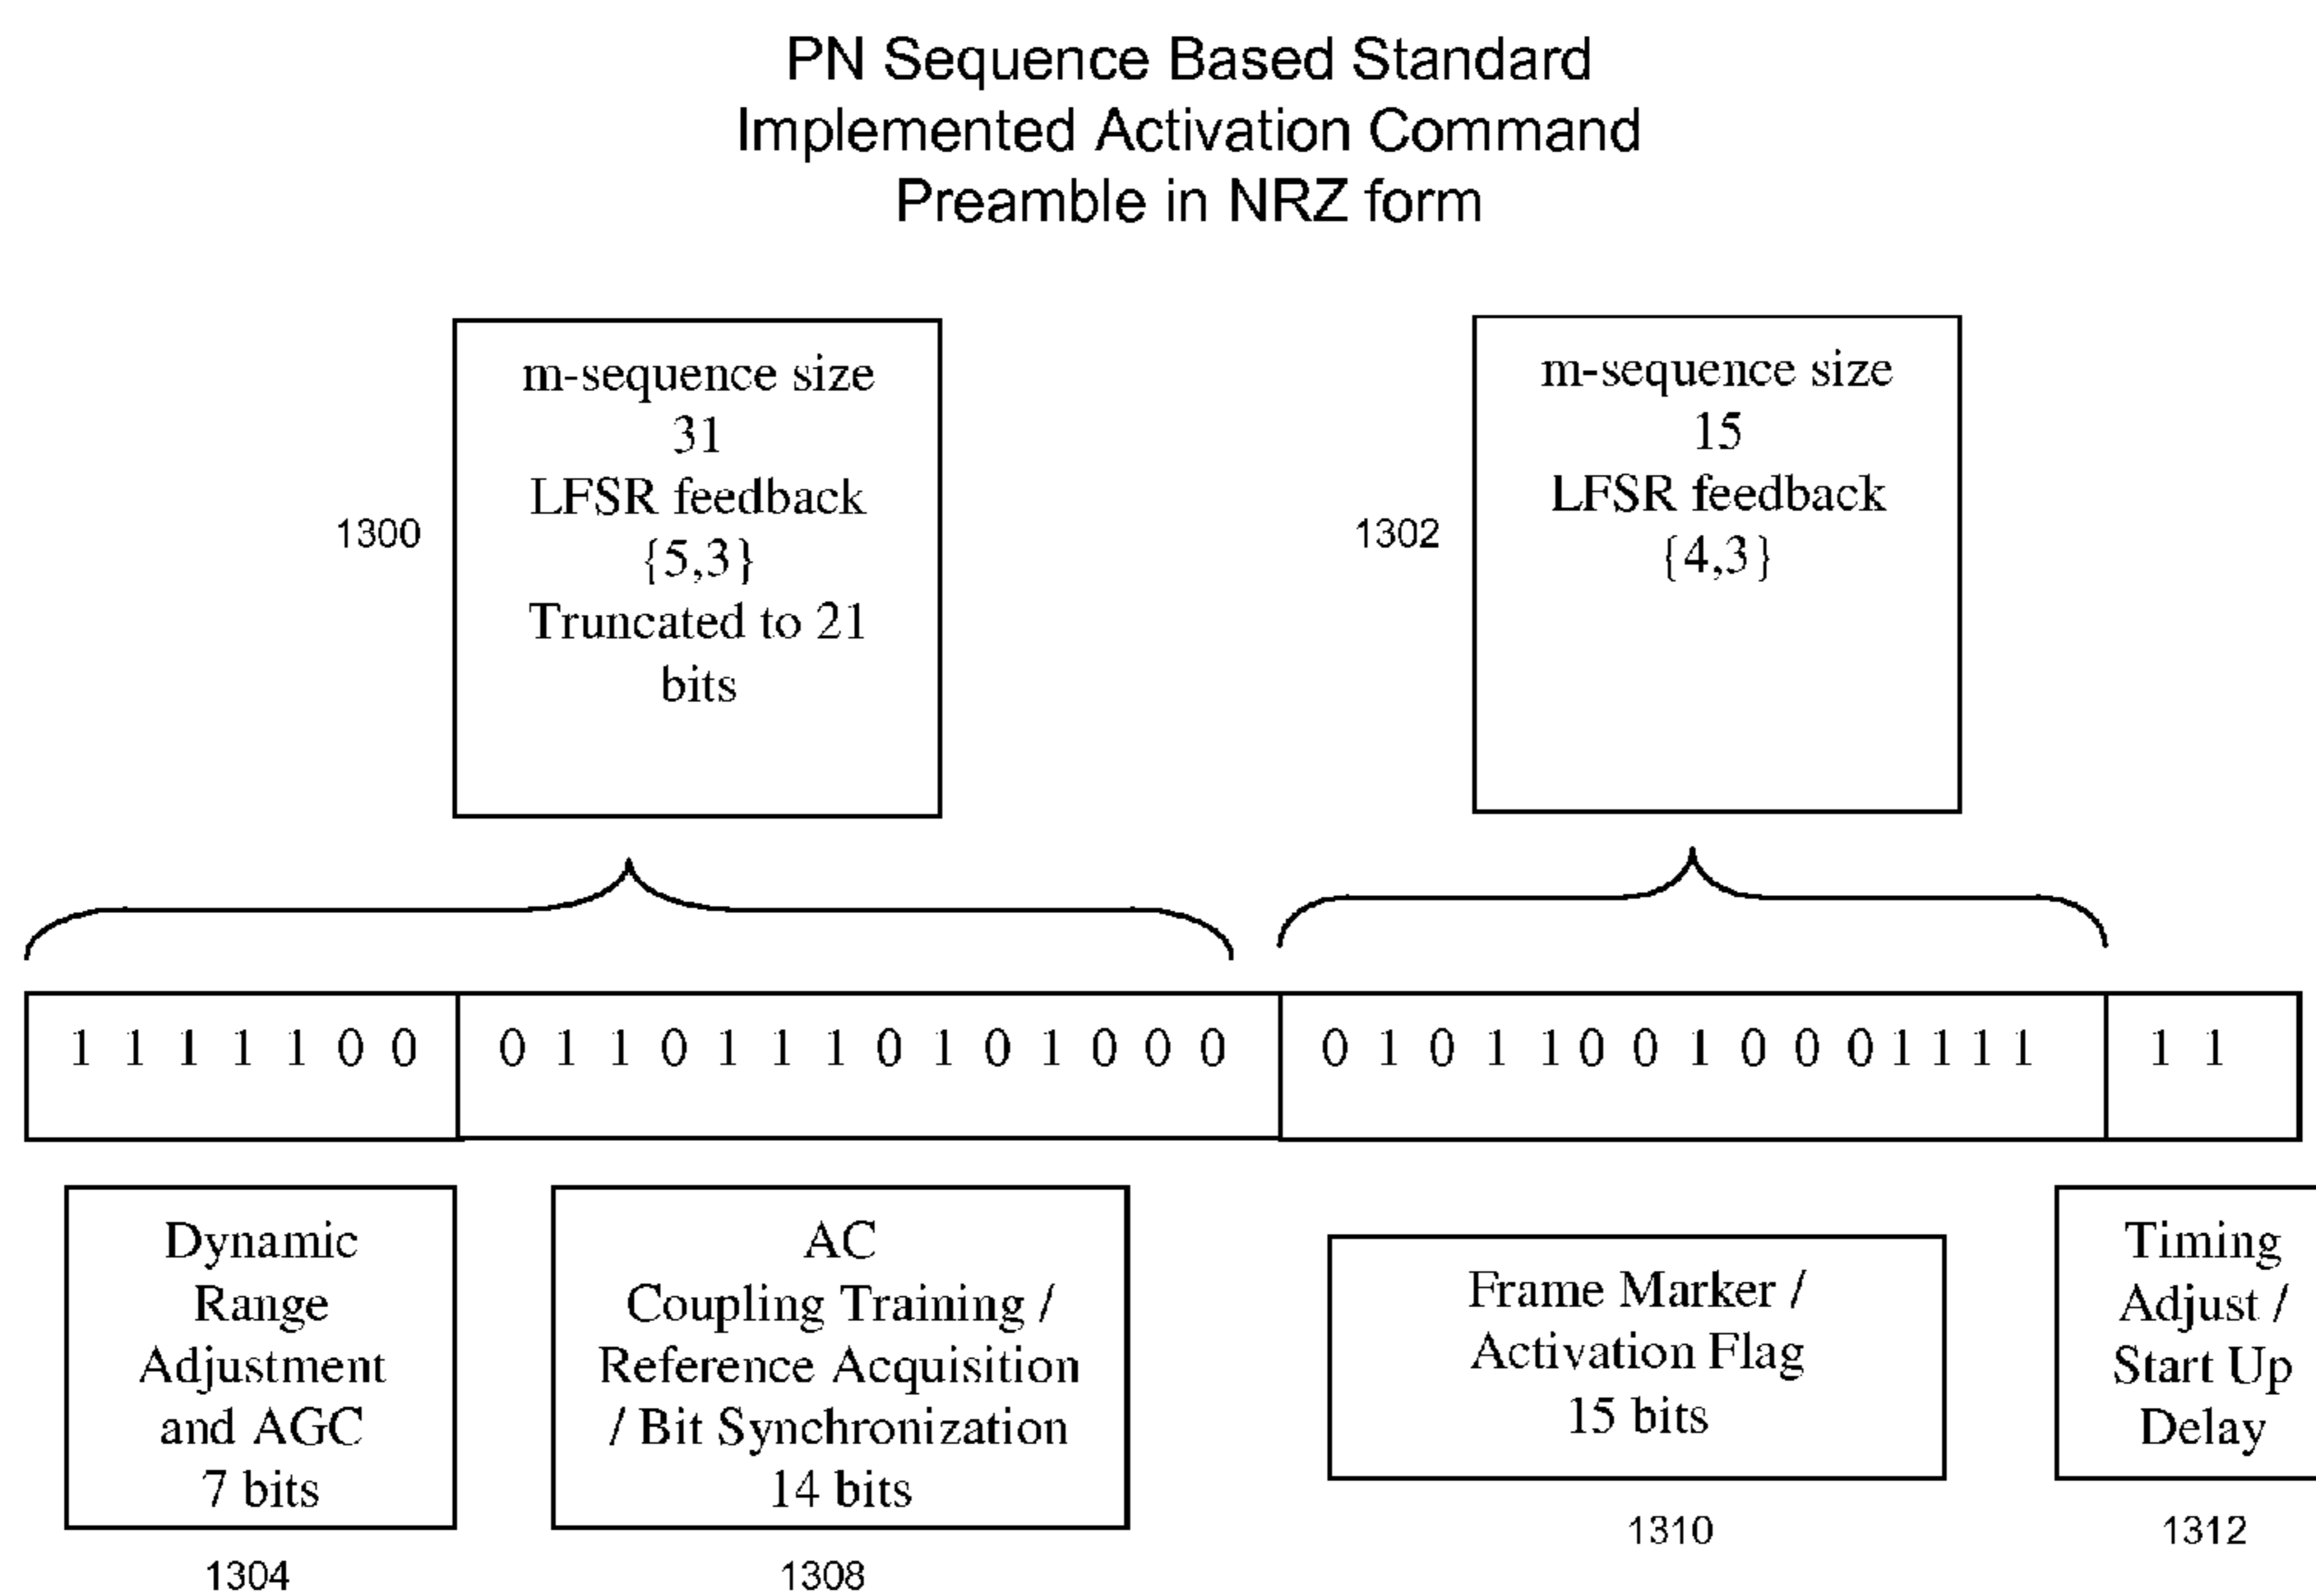 PN Sequence Based Standard
Implemented Activation Command
Preamble in NRZ form
m-sequence size
31
LFSR feedback
{5,3}
Truncated to 21
bits
1300
m-sequence size
15
LFSR feedback
{4,3}
1302
1 1 1 1 1 0 0 0 1 1 0 1 1 1 0 1 0 1 0 0 0 0 1 0 1 1 0 0 1 0 0 0 1 1 1 1 1 1
Dynamic
Range
Adjustment
and AGC
7 bits
1304
AC
Coupling Training /
Reference Acquisition
/ Bit Synchronization
14 bits
1308
Frame Marker /
Activation Flag
15 bits
1310
Timing
Adjust /
Start Up
Delay
1312